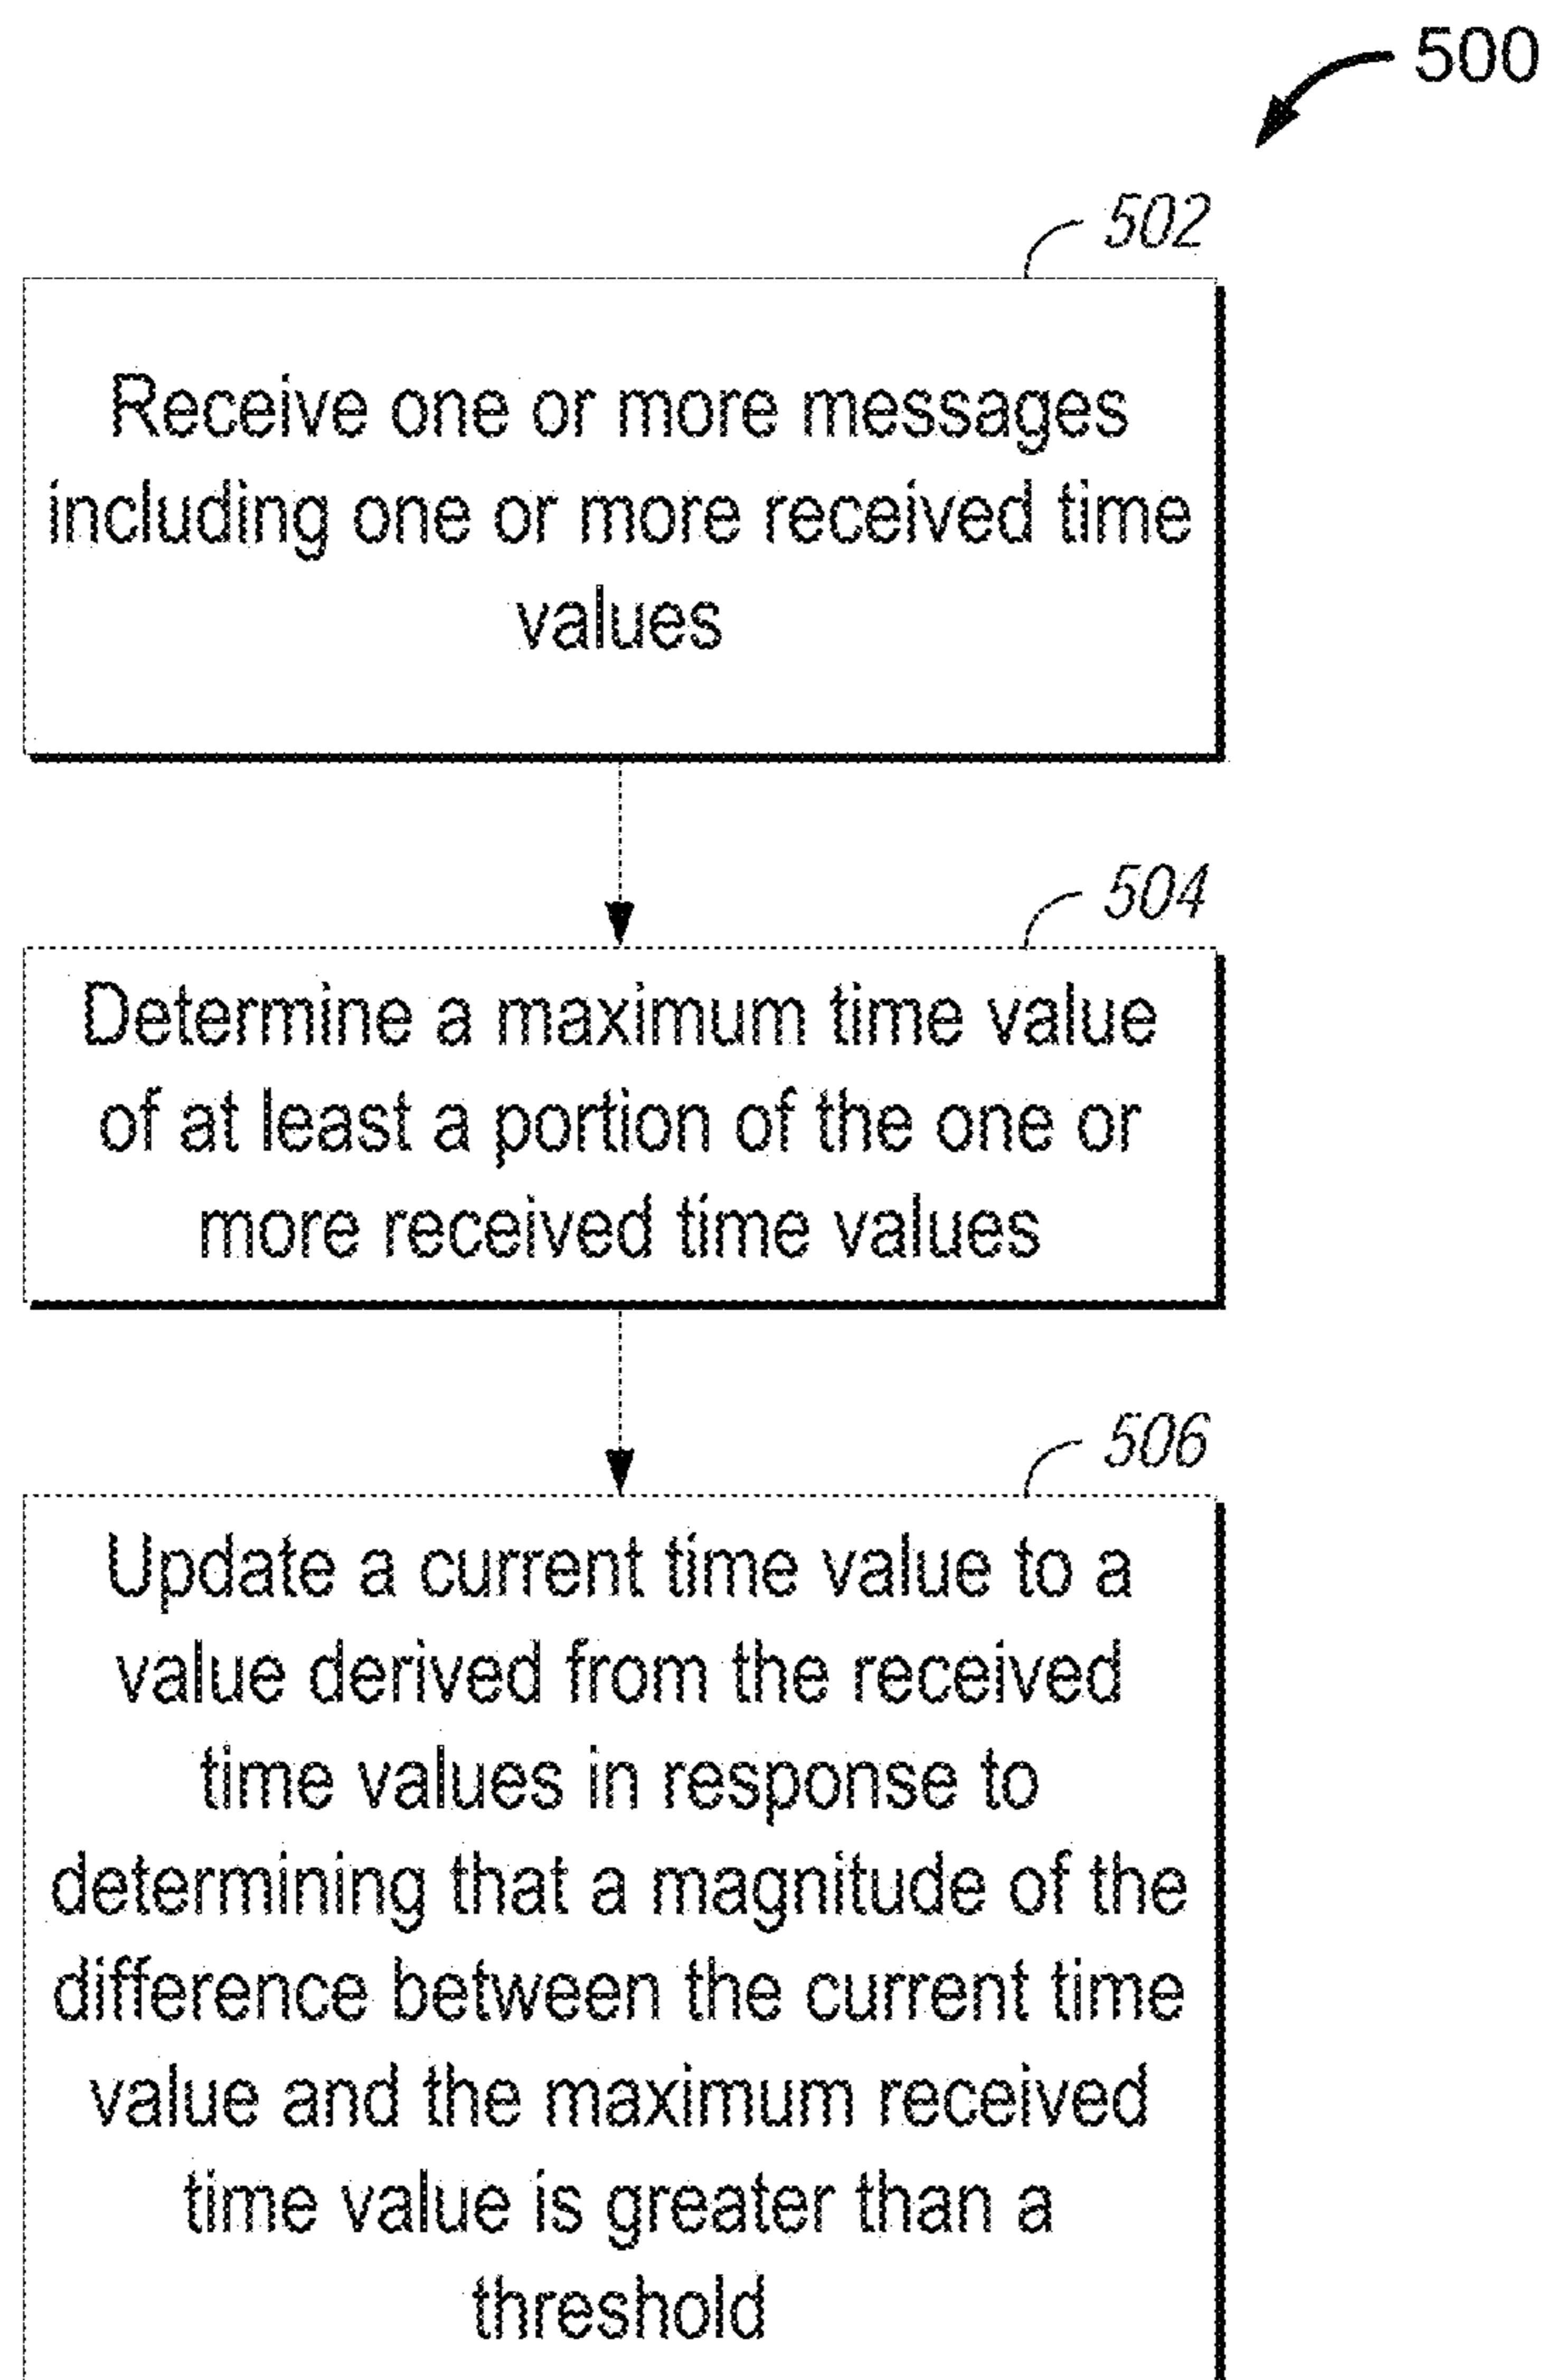 500
502
Receive one or more messages
including one or more received time
values
504
Determine a maximum time value
of at least a portion of the one or
more received time values
506
Update a current time value to a
value derived from the received
time values in response to
determining that a magnitude of the
difference between the current time
value and the maximum received
time value is greater than a
threshold